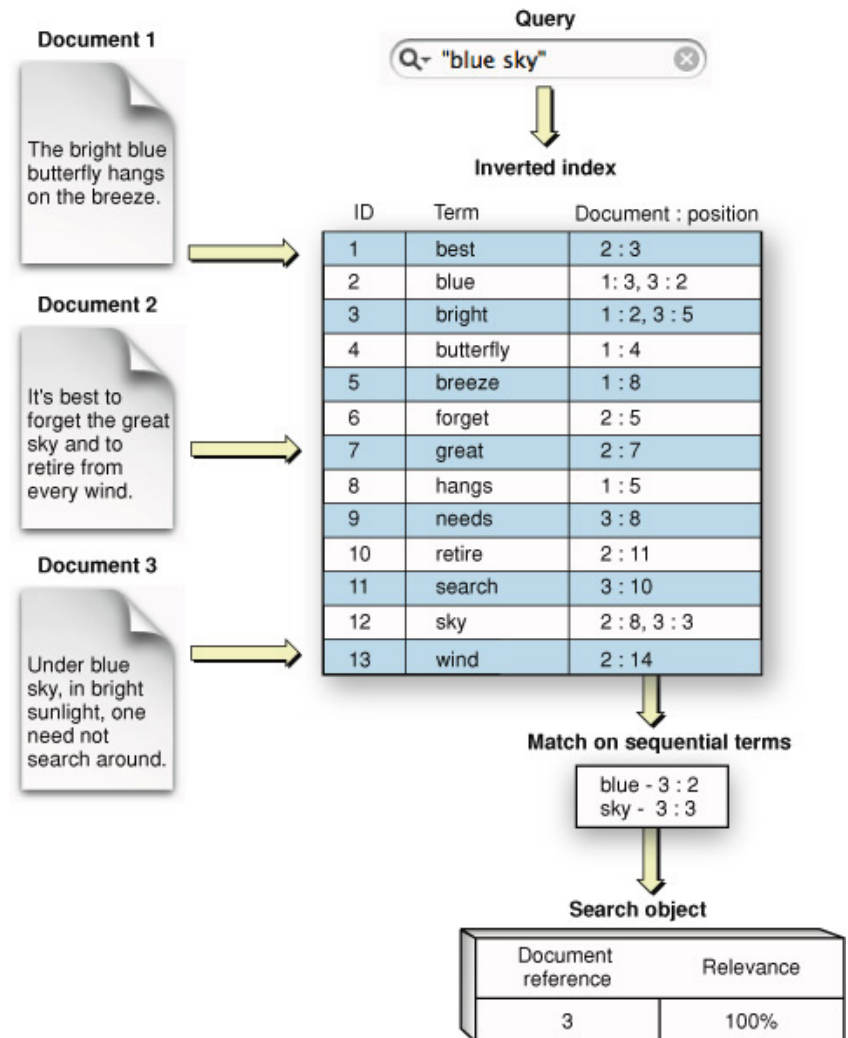 Document 1
The bright blue
butterfly hangs
on the breeze.
Document 2
It's best to
forget the great
sky and to
retire from
every wind.
Document 3
Under blue
sky, in bright
sunlight, one
need not
search around.
Query
"blue sky"
Inverted index
ID Term Document : position
1 best 2 : 3
2 blue 1: 3, 3 : 2
3 bright 1 : 2, 3 : 5
4 butterfly 1 : 4
5 breeze 1 : 8
6 forget 2 : 5
7 great 2 : 7
8 hangs 1 : 5
9 needs 3 : 8
10 retire 2 : 11
11 search 3 : 10
12 sky 2 : 8, 3 : 3
13 wind 2 : 14
Match on sequential terms
blue - 3 : 2
sky - 3 : 3
Search object
Document
reference Relevance
3 100%